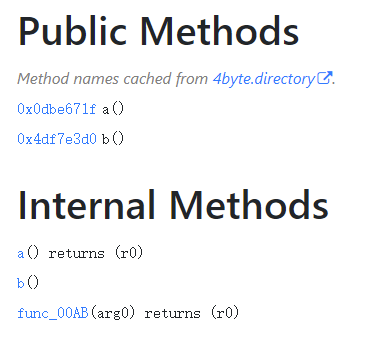 Public Methods
Method names cached from 4byte.directory.
0x0dbe671f a()
0x4df7e3d0 b()
Internal Methods
a() returns (r0)
b()
func_00AB(arg0) returns (r0)